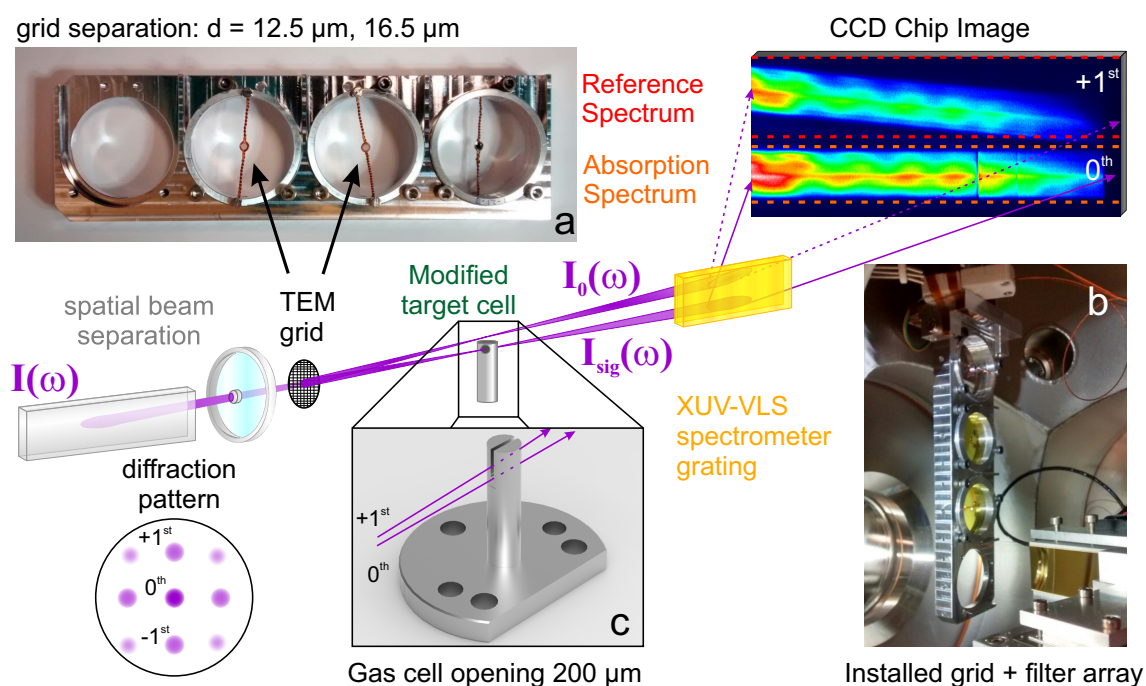 grid separation: d = 12.5 µm, 16.5 µm
CCD Chip Image
a
Reference
Spectrum
Absorption
Spectrum
+1st
0th
spatial beam
separation
TEM
grid
Modified
target cell
I0(ω)
Isig(ω)
I(ω)
XUV-VLS
spectrometer
grating
b
diffraction
pattern
+1st
0th
-1st
+1st
0th
c
Gas cell opening 200 µm
Installed grid + filter array